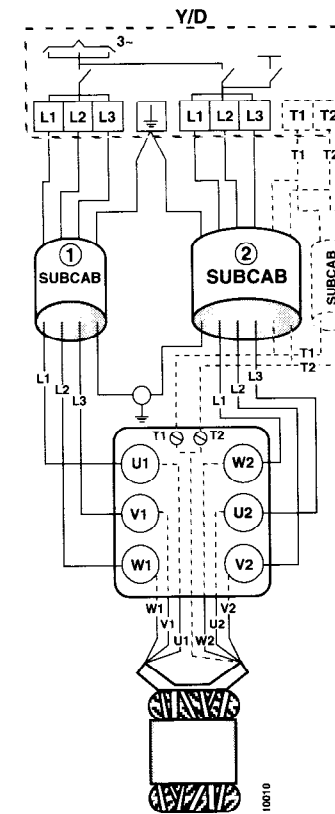 Y/D
3~
L1 L2 L3 L1 L2 L3 T1 T2
T1 T2
1
SUBCAB
2
SUBCAB
SUBCAB
T1
T2
L1 L2 L3
L1 L2 L3
T1 T2
U1 W2
V1 U2
W1 V2
W1 V1 U1 W2 U2 V2
10010